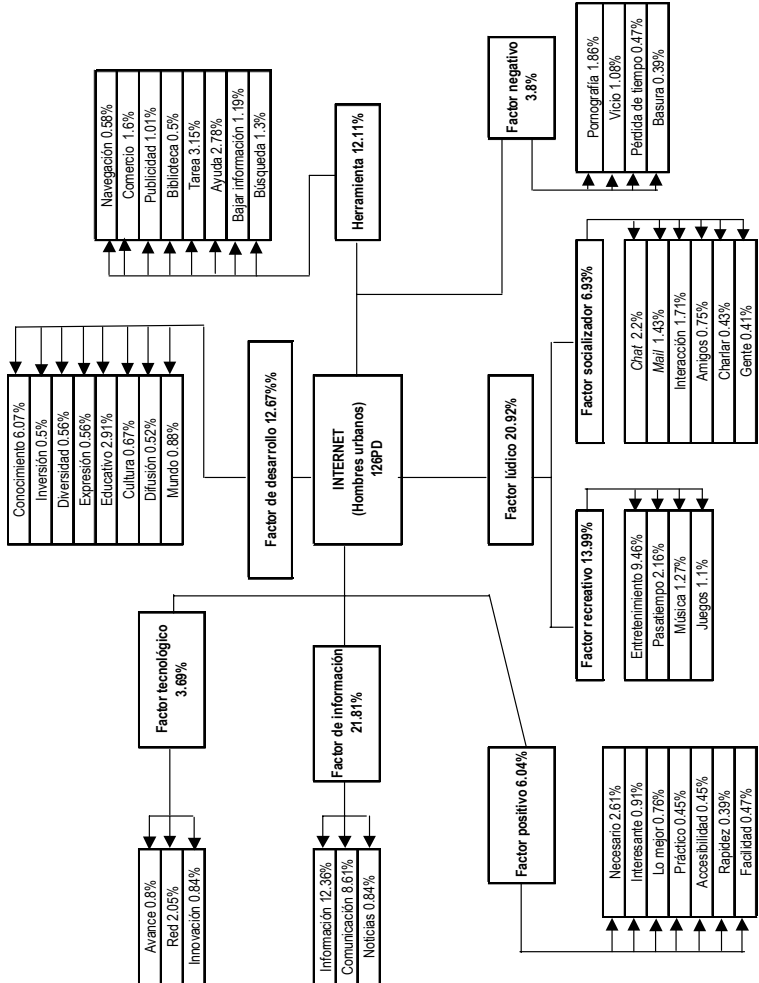 Avance 0.8%
Red 2.05%
Innovación 0.84%
Factor tecnológico
3.69%
Conocimiento 6.07%
Inversión 0.5%
Diversidad 0.56%
Expresión 0.56%
Educativo 2.91%
Cultura 0.67%
Difusión 0.52%
Mundo 0.88%
Factor de desarrollo 12.67%%
Navegación 0.58%
Comercio 1.6%
Publicidad 1.01%
Biblioteca 0.5%
Tarea 3.15%
Ayuda 2.78%
Bajar información 1.19%
Búsqueda 1.3%
Herramienta 12.11%
Información 12.36%
Comunicación 8.61%
Noticias 0.84%
Factor de información
21.81%
INTERNET
(Hombres urbanos)
126PD
Factor positivo 6.04%
Necesario 2.61%
Interesante 0.91%
Lo mejor 0.76%
Práctico 0.45%
Accesibilidad 0.45%
Rapidez 0.39%
Facilidad 0.47%
Factor lúdico 20.92%
Factor recreativo 13.99%
Entretenimiento 9.46%
Pasatiempo 2.16%
Música 1.27%
Juegos 1.1%
Factor socializador 6.93%
Chat 2.2%
Mail 1.43%
Interacción 1.71%
Amigos 0.75%
Charlar 0.43%
Gente 0.41%
Factor negativo
3.8%
Pornografía 1.86%
Vicio 1.08%
Pérdida de tiempo 0.47%
Basura 0.39%